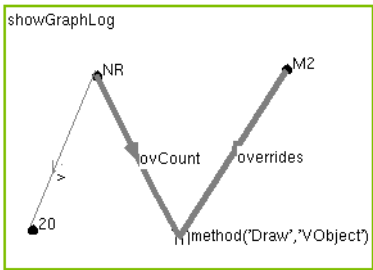 showGraphLog
NR
M2
ovCount
overrides
>
20
method('Draw','VObject')